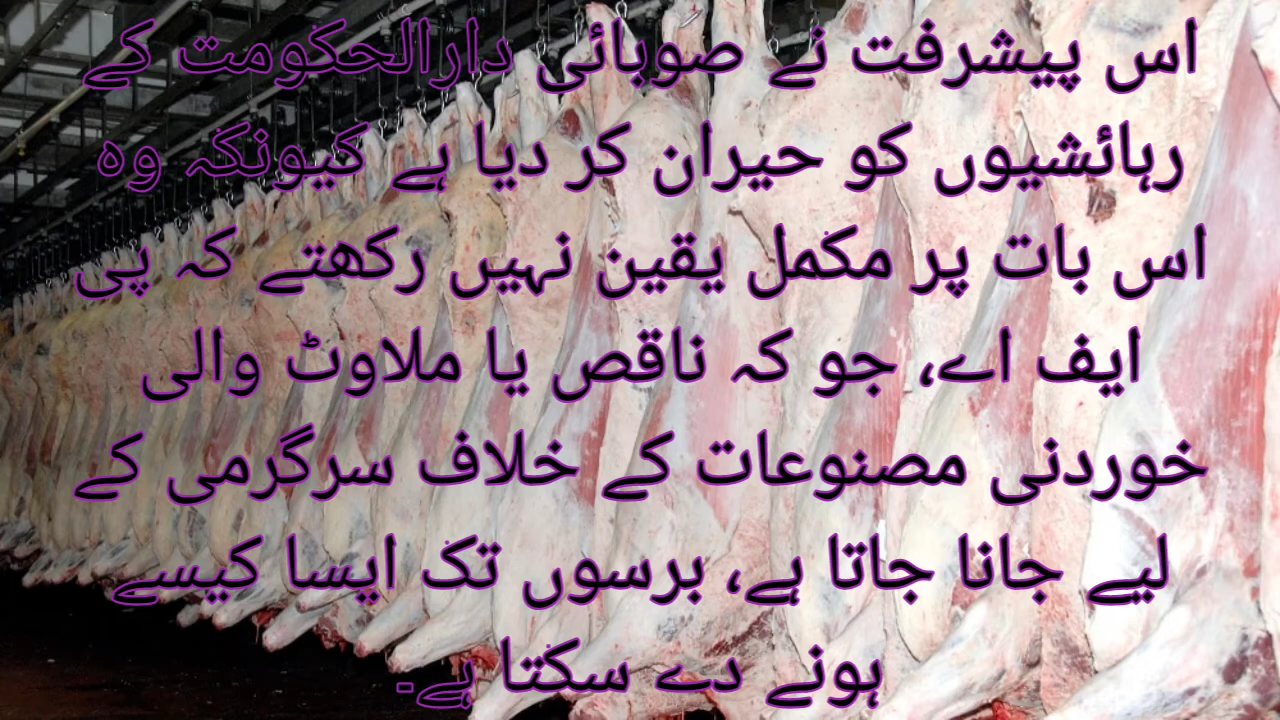 اس پیشرفت نے صوبائی دارالحکومت کے
رہائشیوں کو حیران کر دیا ہے کیونکہ وہ
اس بات پر مکمل یقین نہیں رکھتے کہ پی
ایف اے، جو کہ ناقص یا ملاوٹ والی
خوردنی مصنوعات کے خلاف سرگرمی کے
لیے جانا جاتا ہے، برسوں تک ایسا کیسے
ہونے دے سکتا ہے۔